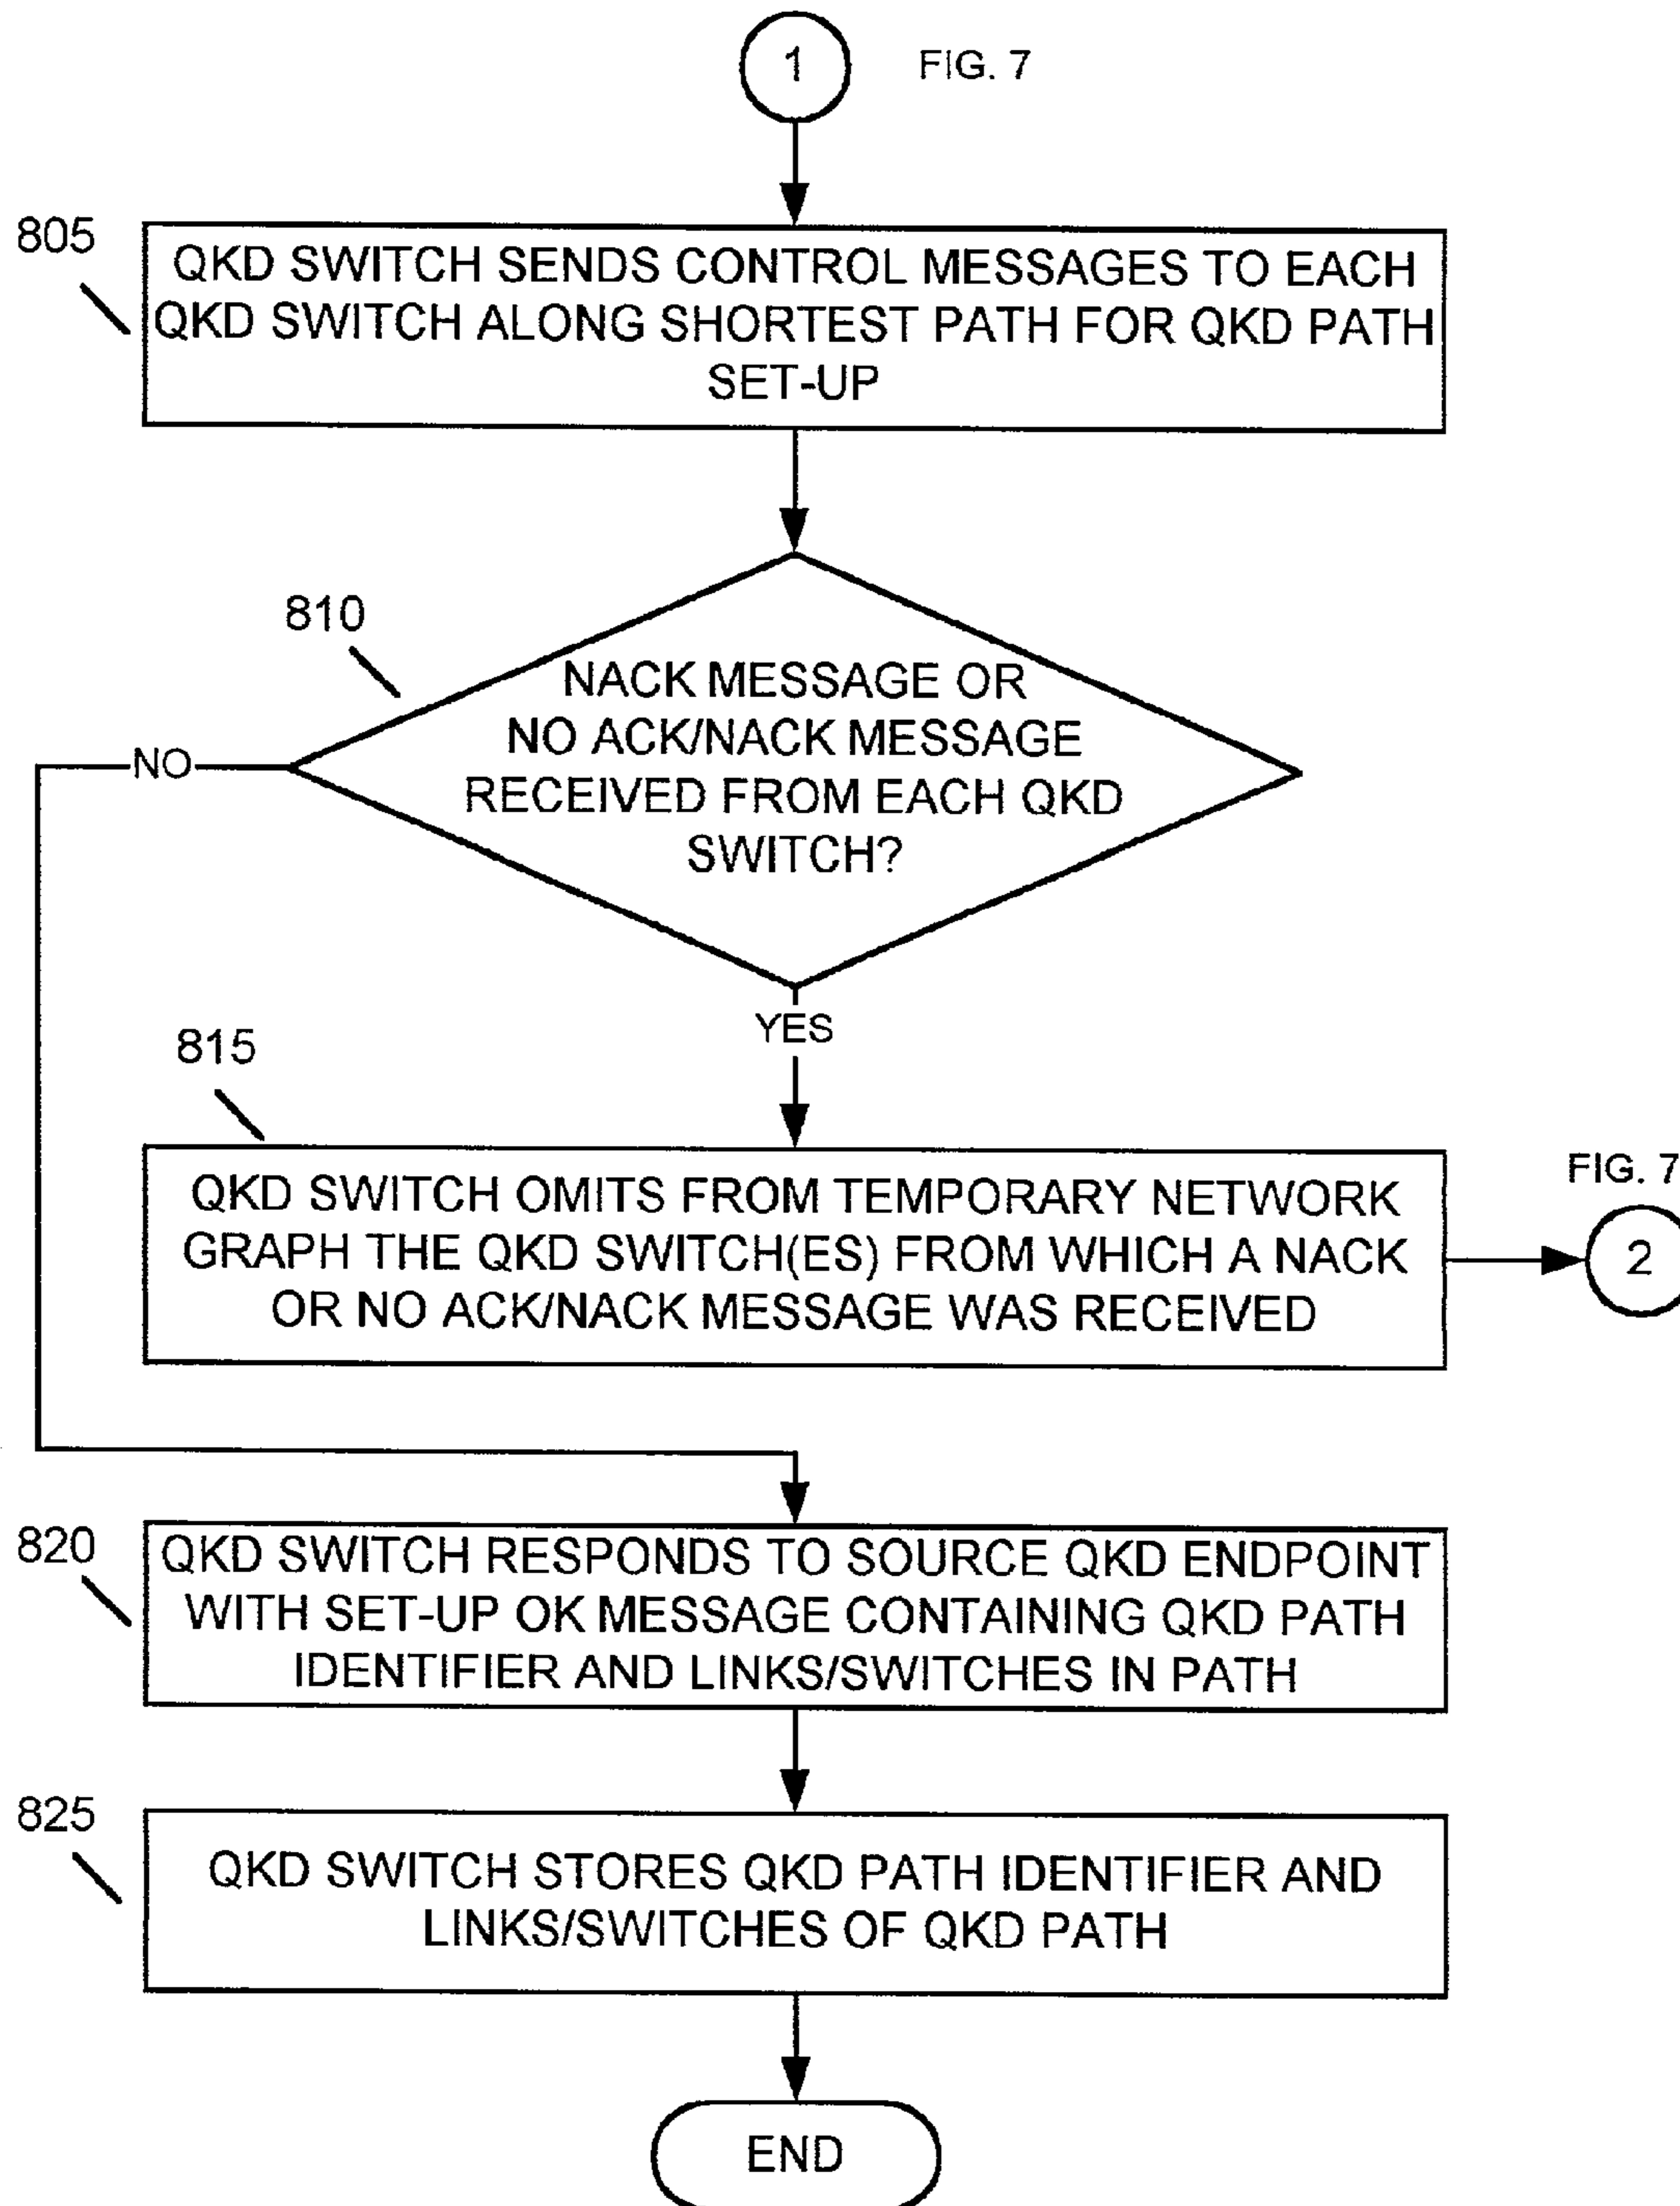 1
FIG. 7
805
QKD SWITCH SENDS CONTROL MESSAGES TO EACH
QKD SWITCH ALONG SHORTEST PATH FOR QKD PATH
SET-UP
810
NACK MESSAGE OR
NO ACK/NACK MESSAGE
RECEIVED FROM EACH QKD
SWITCH?
NO
YES
815
QKD SWITCH OMITS FROM TEMPORARY NETWORK
GRAPH THE QKD SWITCH(ES) FROM WHICH A NACK
OR NO ACK/NACK MESSAGE WAS RECEIVED
FIG. 7
2
820
QKD SWITCH RESPONDS TO SOURCE QKD ENDPOINT
WITH SET-UP OK MESSAGE CONTAINING QKD PATH
IDENTIFIER AND LINKS/SWITCHES IN PATH
825
QKD SWITCH STORES QKD PATH IDENTIFIER AND
LINKS/SWITCHES OF QKD PATH
END